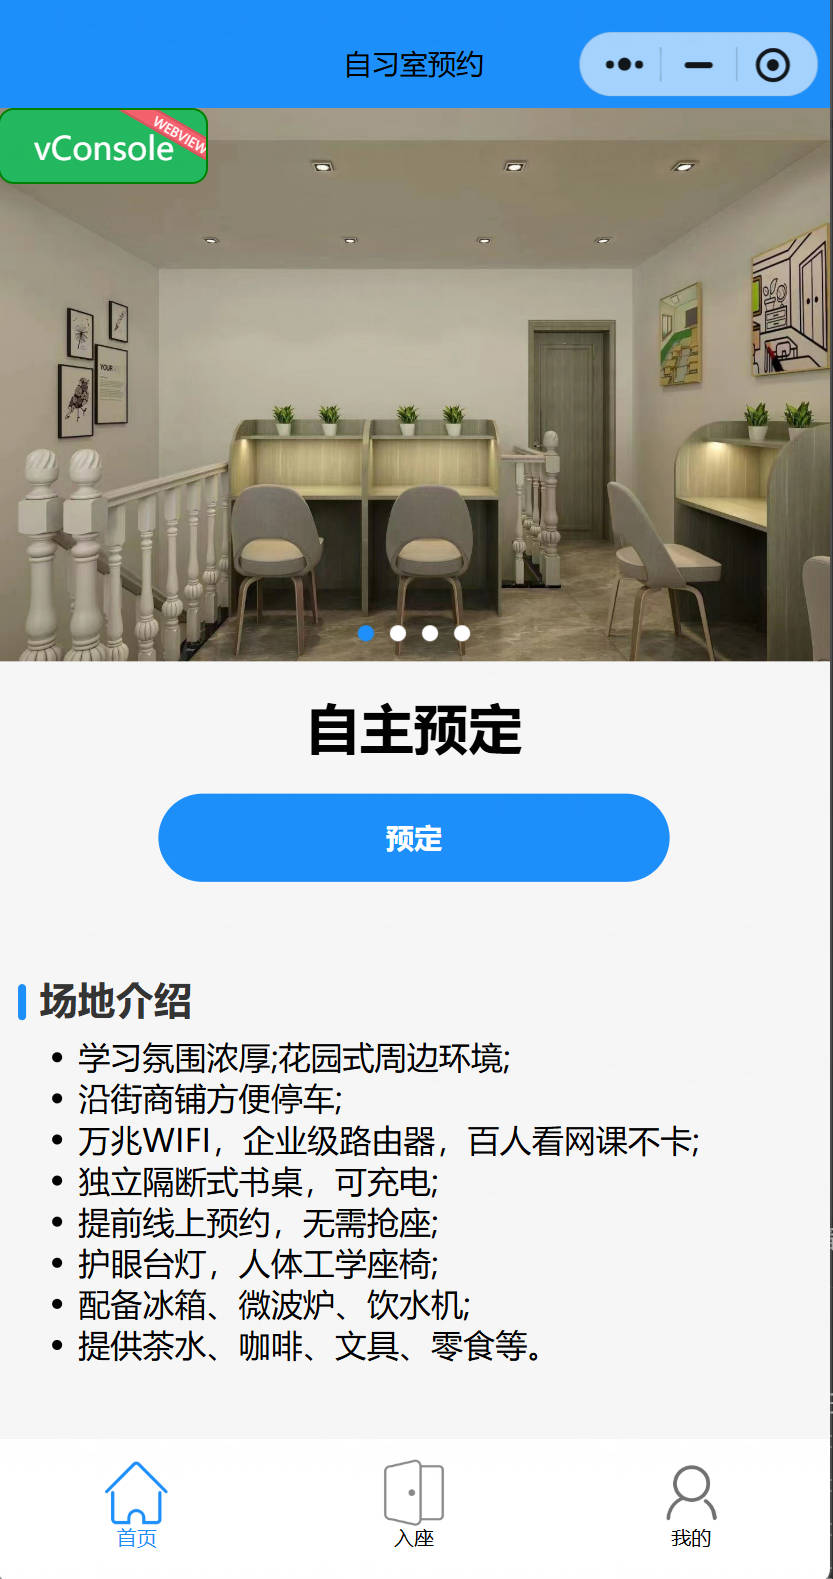 自习室预约
vConsole
WEBVIEW
YOUR
自主预定
预定
场地介绍
学习氛围浓厚;花园式周边环境;
沿街商铺方便停车;
万兆WIFI，企业级路由器，百人看网课不卡;
独立隔断式书桌，可充电;
提前线上预约，无需抢座;
护眼台灯，人体工学座椅;
配备冰箱、微波炉、饮水机;
提供茶水、咖啡、文具、零食等。
首页
入座
我的